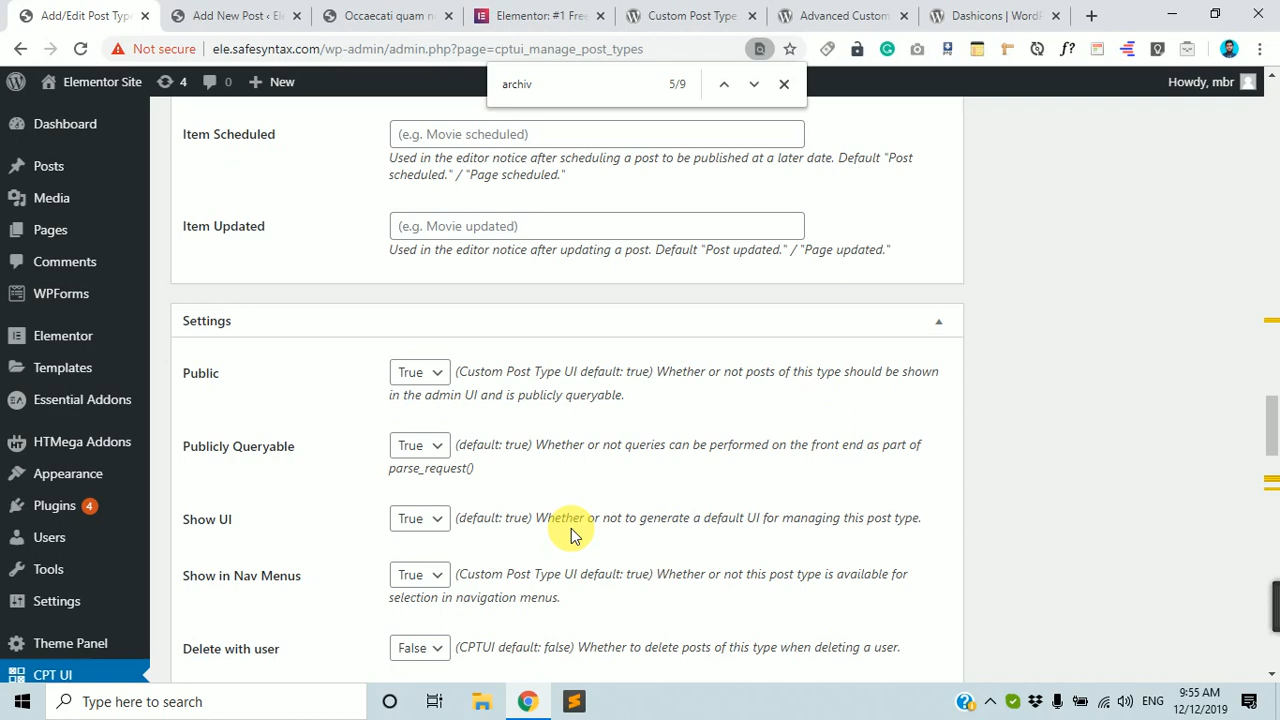 Add/Edit Post Type
Add New Post ‹ Ele
Occaecati quam n
Elementor: #1 Free
Custom Post Type
Advanced Custom
Dashicons | WordP
Not secure
ele.safesyntax.com/wp-admin/admin.php?page=cptui_manage_post_types
f?
Elementor Site
4
0
New
archiv
5/9
Howdy, mbr
Dashboard
Posts
Media
Pages
Comments
WPForms
Elementor
Templates
Essential Addons
HTMega Addons
Appearance
Plugins 4
Users
Tools
Settings
Theme Panel
CPT UI
Item Scheduled
(e.g. Movie scheduled)
Used in the editor notice after scheduling a post to be published at a later date. Default "Post
scheduled." / "Page scheduled."
Item Updated
(e.g. Movie updated)
Used in the editor notice after updating a post. Default "Post updated." / "Page updated."
Settings
Public
True
(Custom Post Type UI default: true) Whether or not posts of this type should be shown
in the admin UI and is publicly queryable.
Publicly Queryable
True
(default: true) Whether or not queries can be performed on the front end as part of
parse_request()
Show UI
True
(default: true) Whether or not to generate a default UI for managing this post type.
Show in Nav Menus
True
(Custom Post Type UI default: true) Whether or not this post type is available for
selection in navigation menus.
Delete with user
False
(CPTUI default: false) Whether to delete posts of this type when deleting a user.
Type here to search
ENG
9:55 AM
12/12/2019